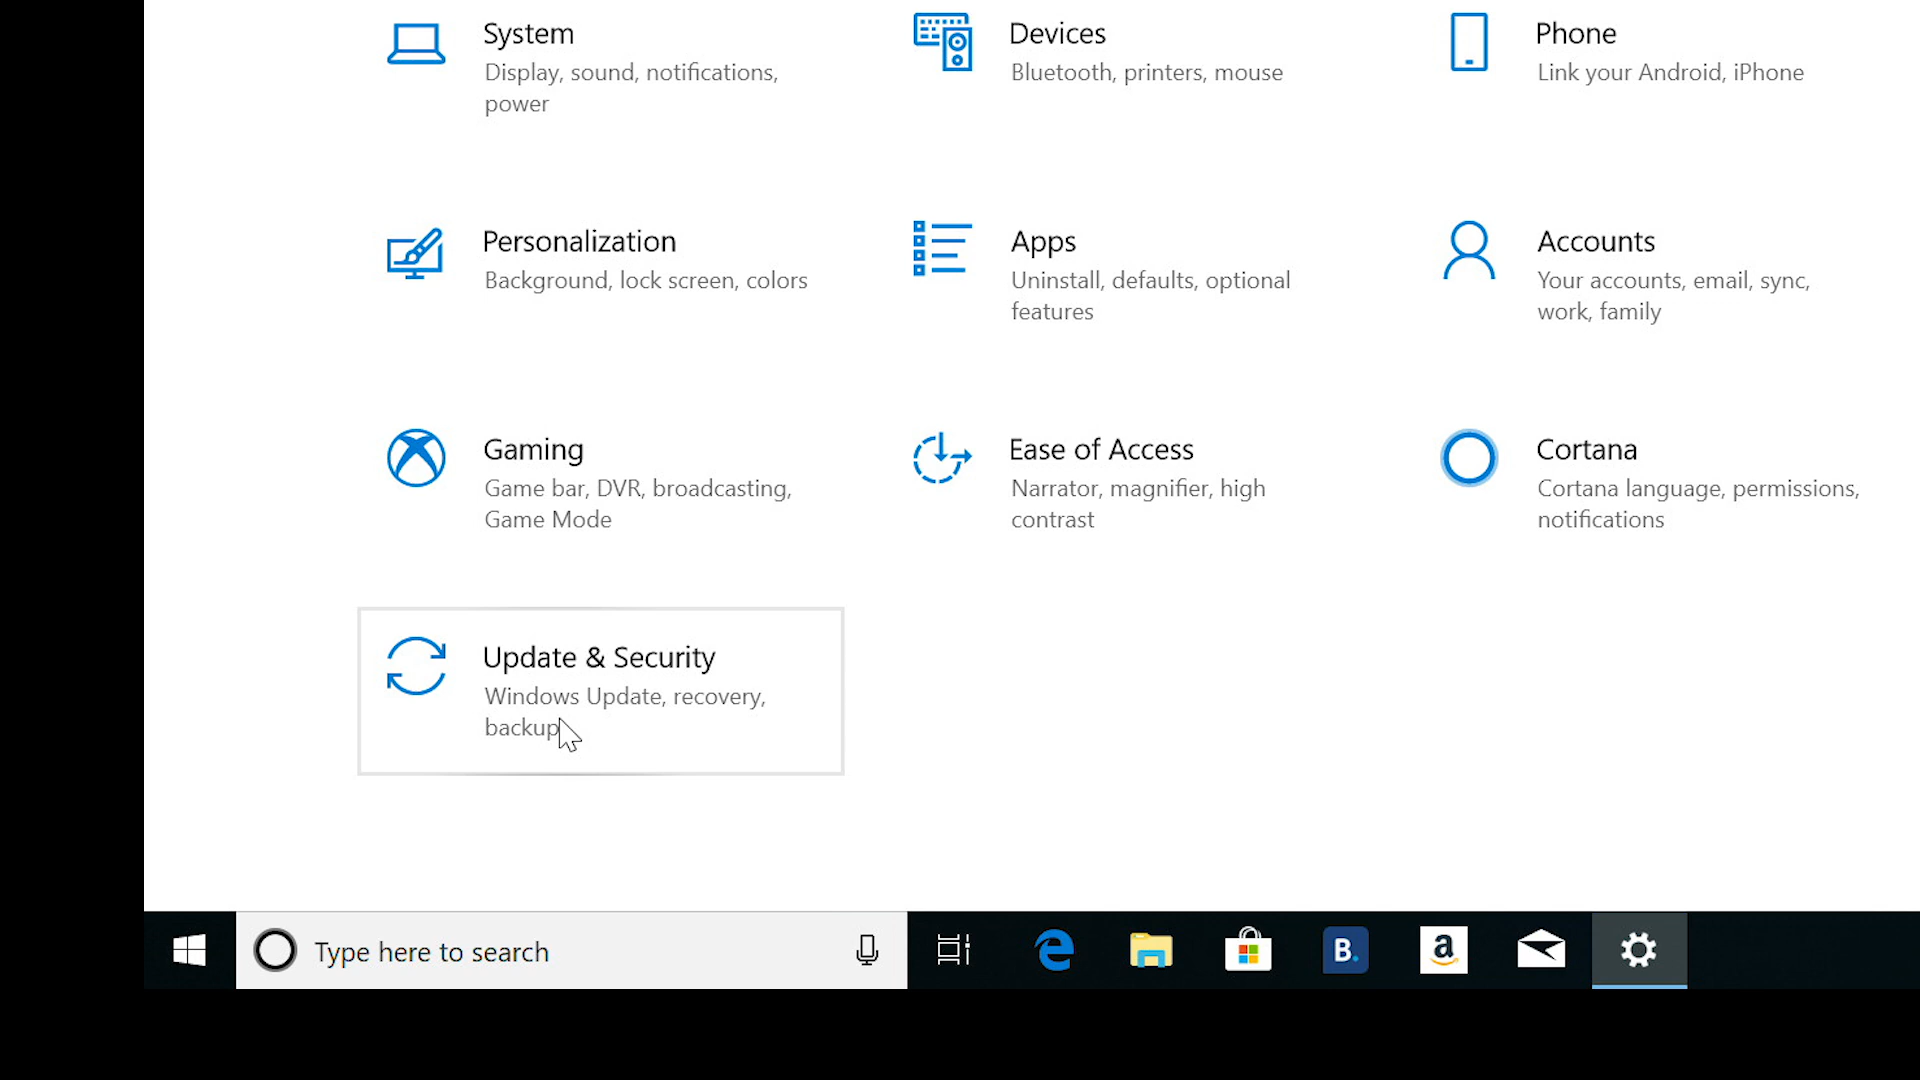 System
Display, sound, notifications,
power
Devices
Bluetooth, printers, mouse
Phone
Link your Android, iPhone
Personalization
Background, lock screen, colors
Apps
Uninstall, defaults, optional
features
Accounts
Your accounts, email, sync,
work, family
Gaming
Game bar, DVR, broadcasting,
Game Mode
Ease of Access
Narrator, magnifier, high
contrast
Cortana
Cortana language, permissions,
notifications
Update & Security
Windows Update, recovery,
backup
Type here to search
B.
a